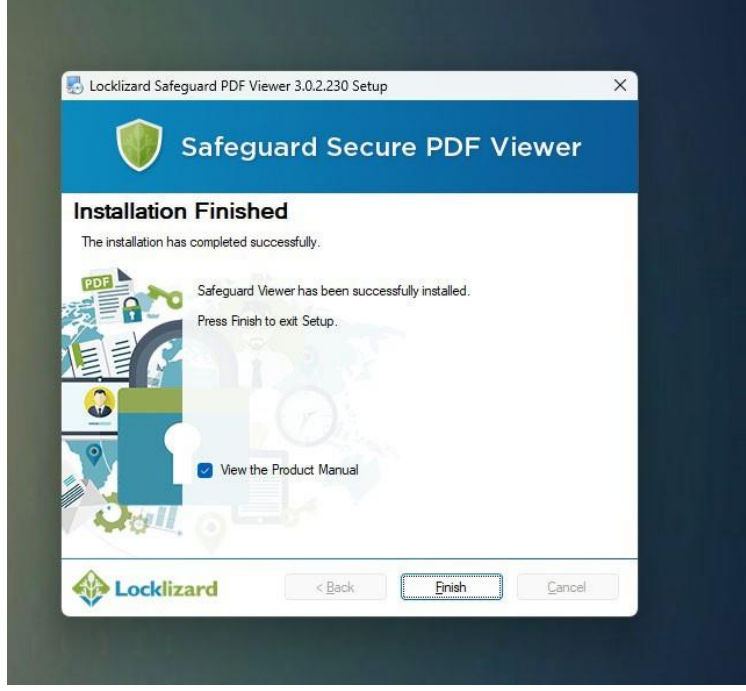 Locklizard Safeguard PDF Viewer 3.0.2.230 Setup
Safeguard Secure PDF Viewer
Installation Finished
The installation has completed successfully.
PDF
Safeguard Viewer has been successfully installed.
Press Finish to exit Setup.
View the Product Manual
Locklizard
< Back
Finish
Cancel